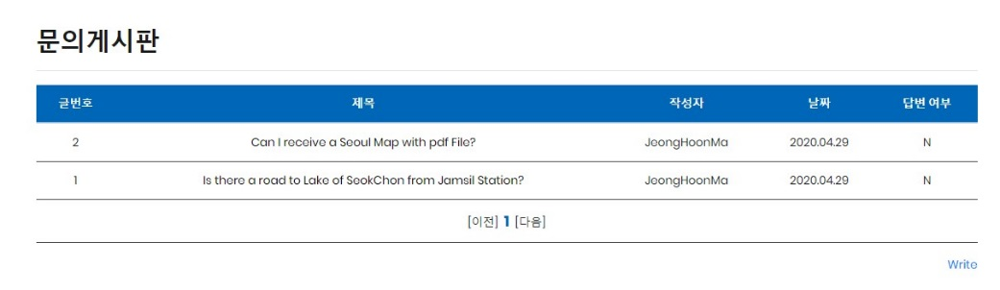 문의게시판
글번호 제목 작성자 날짜 답변 여부
2 Can I receive a Seoul Map with pdf File? JeongHoonMa 2020.04.29 N
1 Is there a road to Lake of SeokChon from Jamsil Station? JeongHoonMa 2020.04.29 N
[이전] 1 [다음]
Write